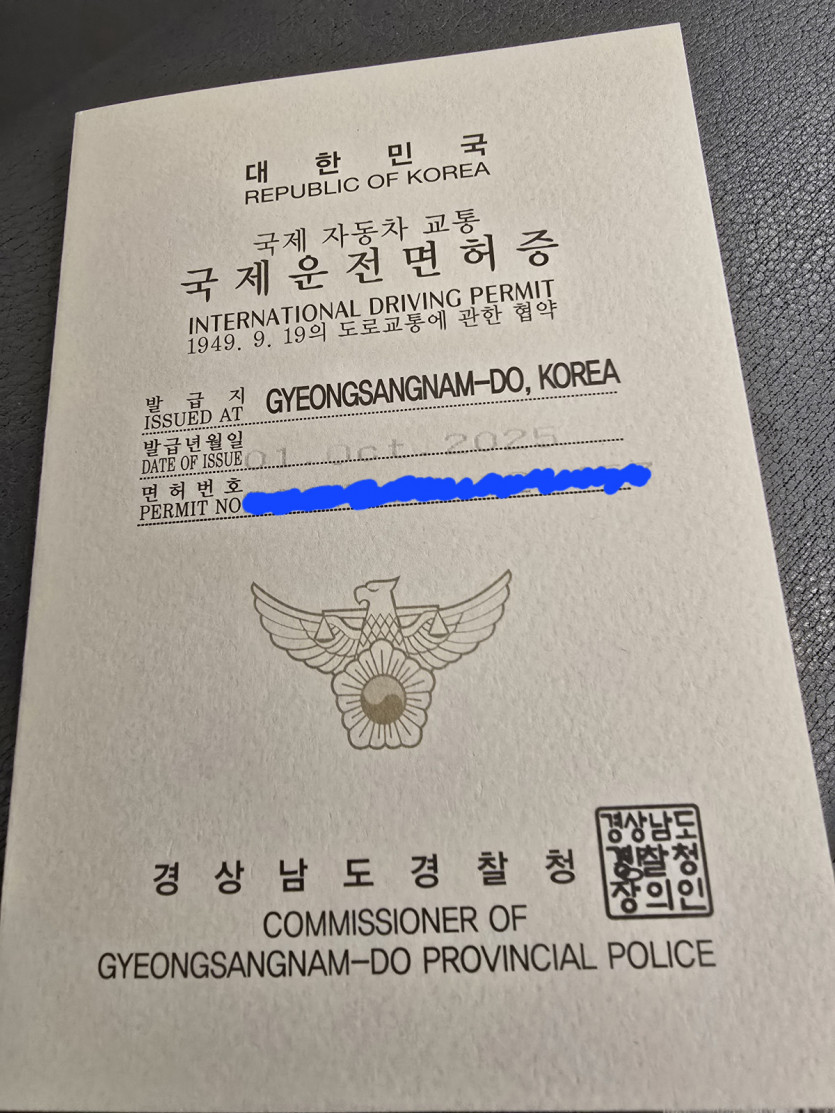 대 한 민 국
REPUBLIC OF KOREA
국제 자동차 교통
국제운전면허증
INTERNATIONAL DRIVING PERMIT
1949. 9. 19의 도로교통에 관한 협약
발 급 지
ISSUED AT GYEONGSANGNAM-DO, KOREA
발급년월일
DATE OF ISSUE 01 Oct. 2025
면 허 번 호
PERMIT NO
경 상 남 도 경 찰 청
COMMISSIONER OF
GYEONGSANGNAM-DO PROVINCIAL POLICE
경상남도
경찰청
장의인